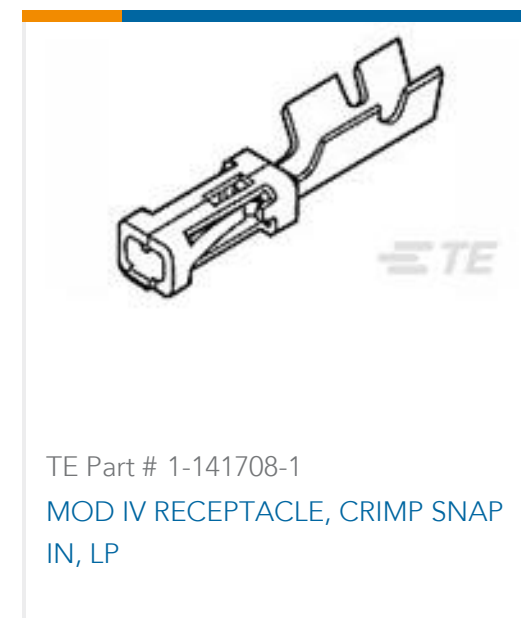 TE
TE Part # 1-141708-1
MOD IV RECEPTACLE, CRIMP SNAP
IN, LP